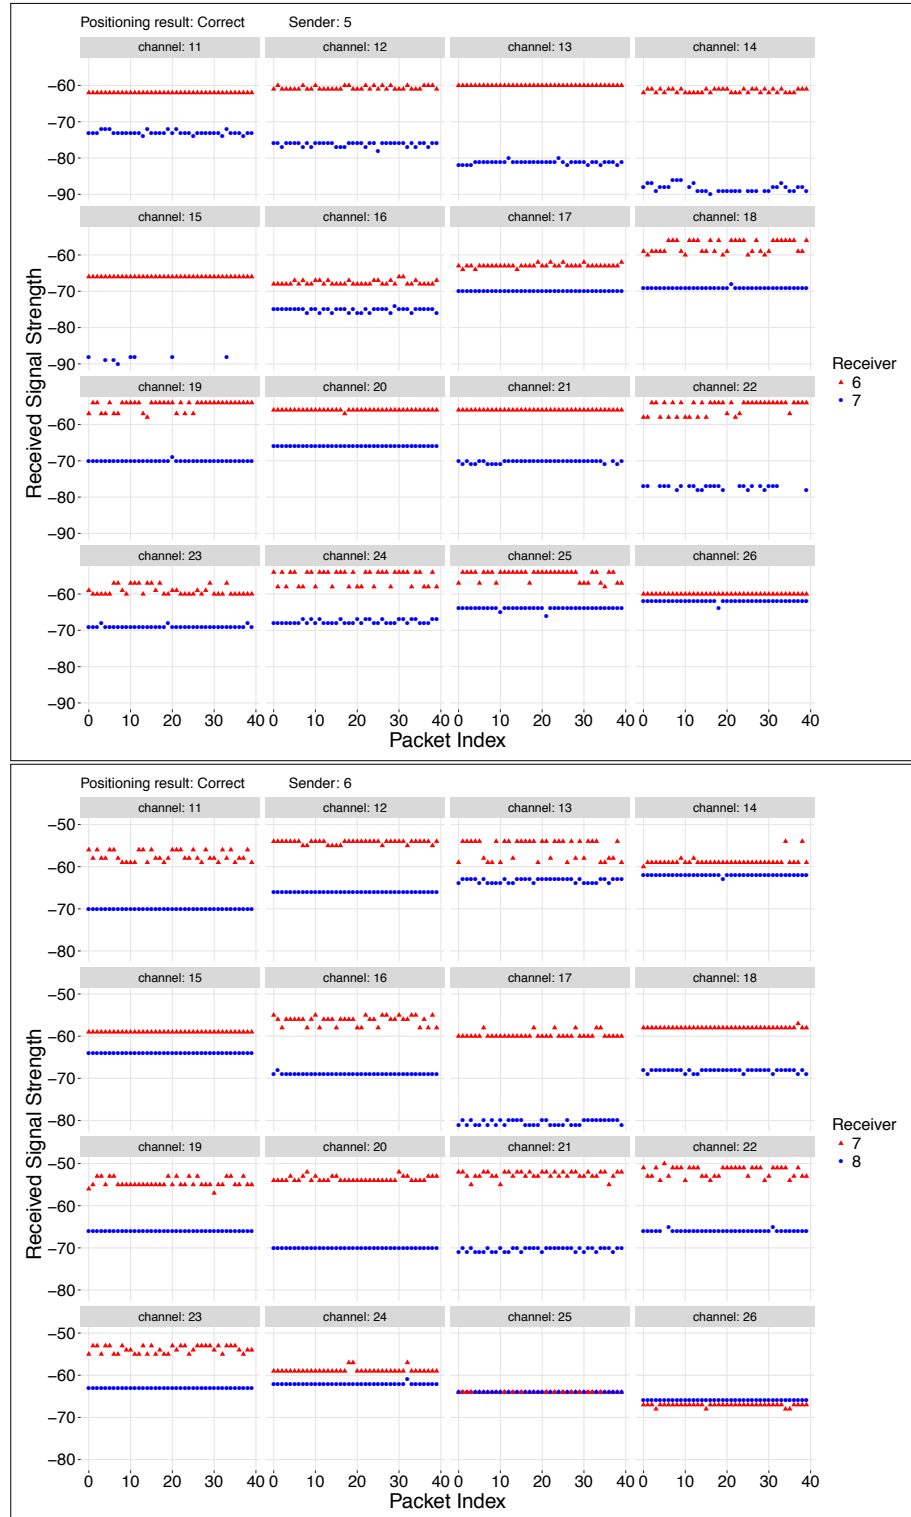 Positioning result: Correct Sender: 5
channel: 11 channel: 12 channel: 13 channel: 14
−60
−70
−80
−90
channel: 15 channel: 16 channel: 17 channel: 18
−60
−70
−80
−90
channel: 19 channel: 20 channel: 21 channel: 22
−60
−70
−80
−90
channel: 23 channel: 24 channel: 25 channel: 26
−60
−70
−80
−90
0 10 20 30 40 0 10 20 30 40 0 10 20 30 40 0 10 20 30 40
Packet Index
Received Signal Strength
Receiver
6
7
Positioning result: Correct Sender: 6
channel: 11 channel: 12 channel: 13 channel: 14
−50
−60
−70
−80
channel: 15 channel: 16 channel: 17 channel: 18
−50
−60
−70
−80
channel: 19 channel: 20 channel: 21 channel: 22
−50
−60
−70
−80
channel: 23 channel: 24 channel: 25 channel: 26
−50
−60
−70
−80
0 10 20 30 40 0 10 20 30 40 0 10 20 30 40 0 10 20 30 40
Packet Index
Received Signal Strength
Receiver
7
8